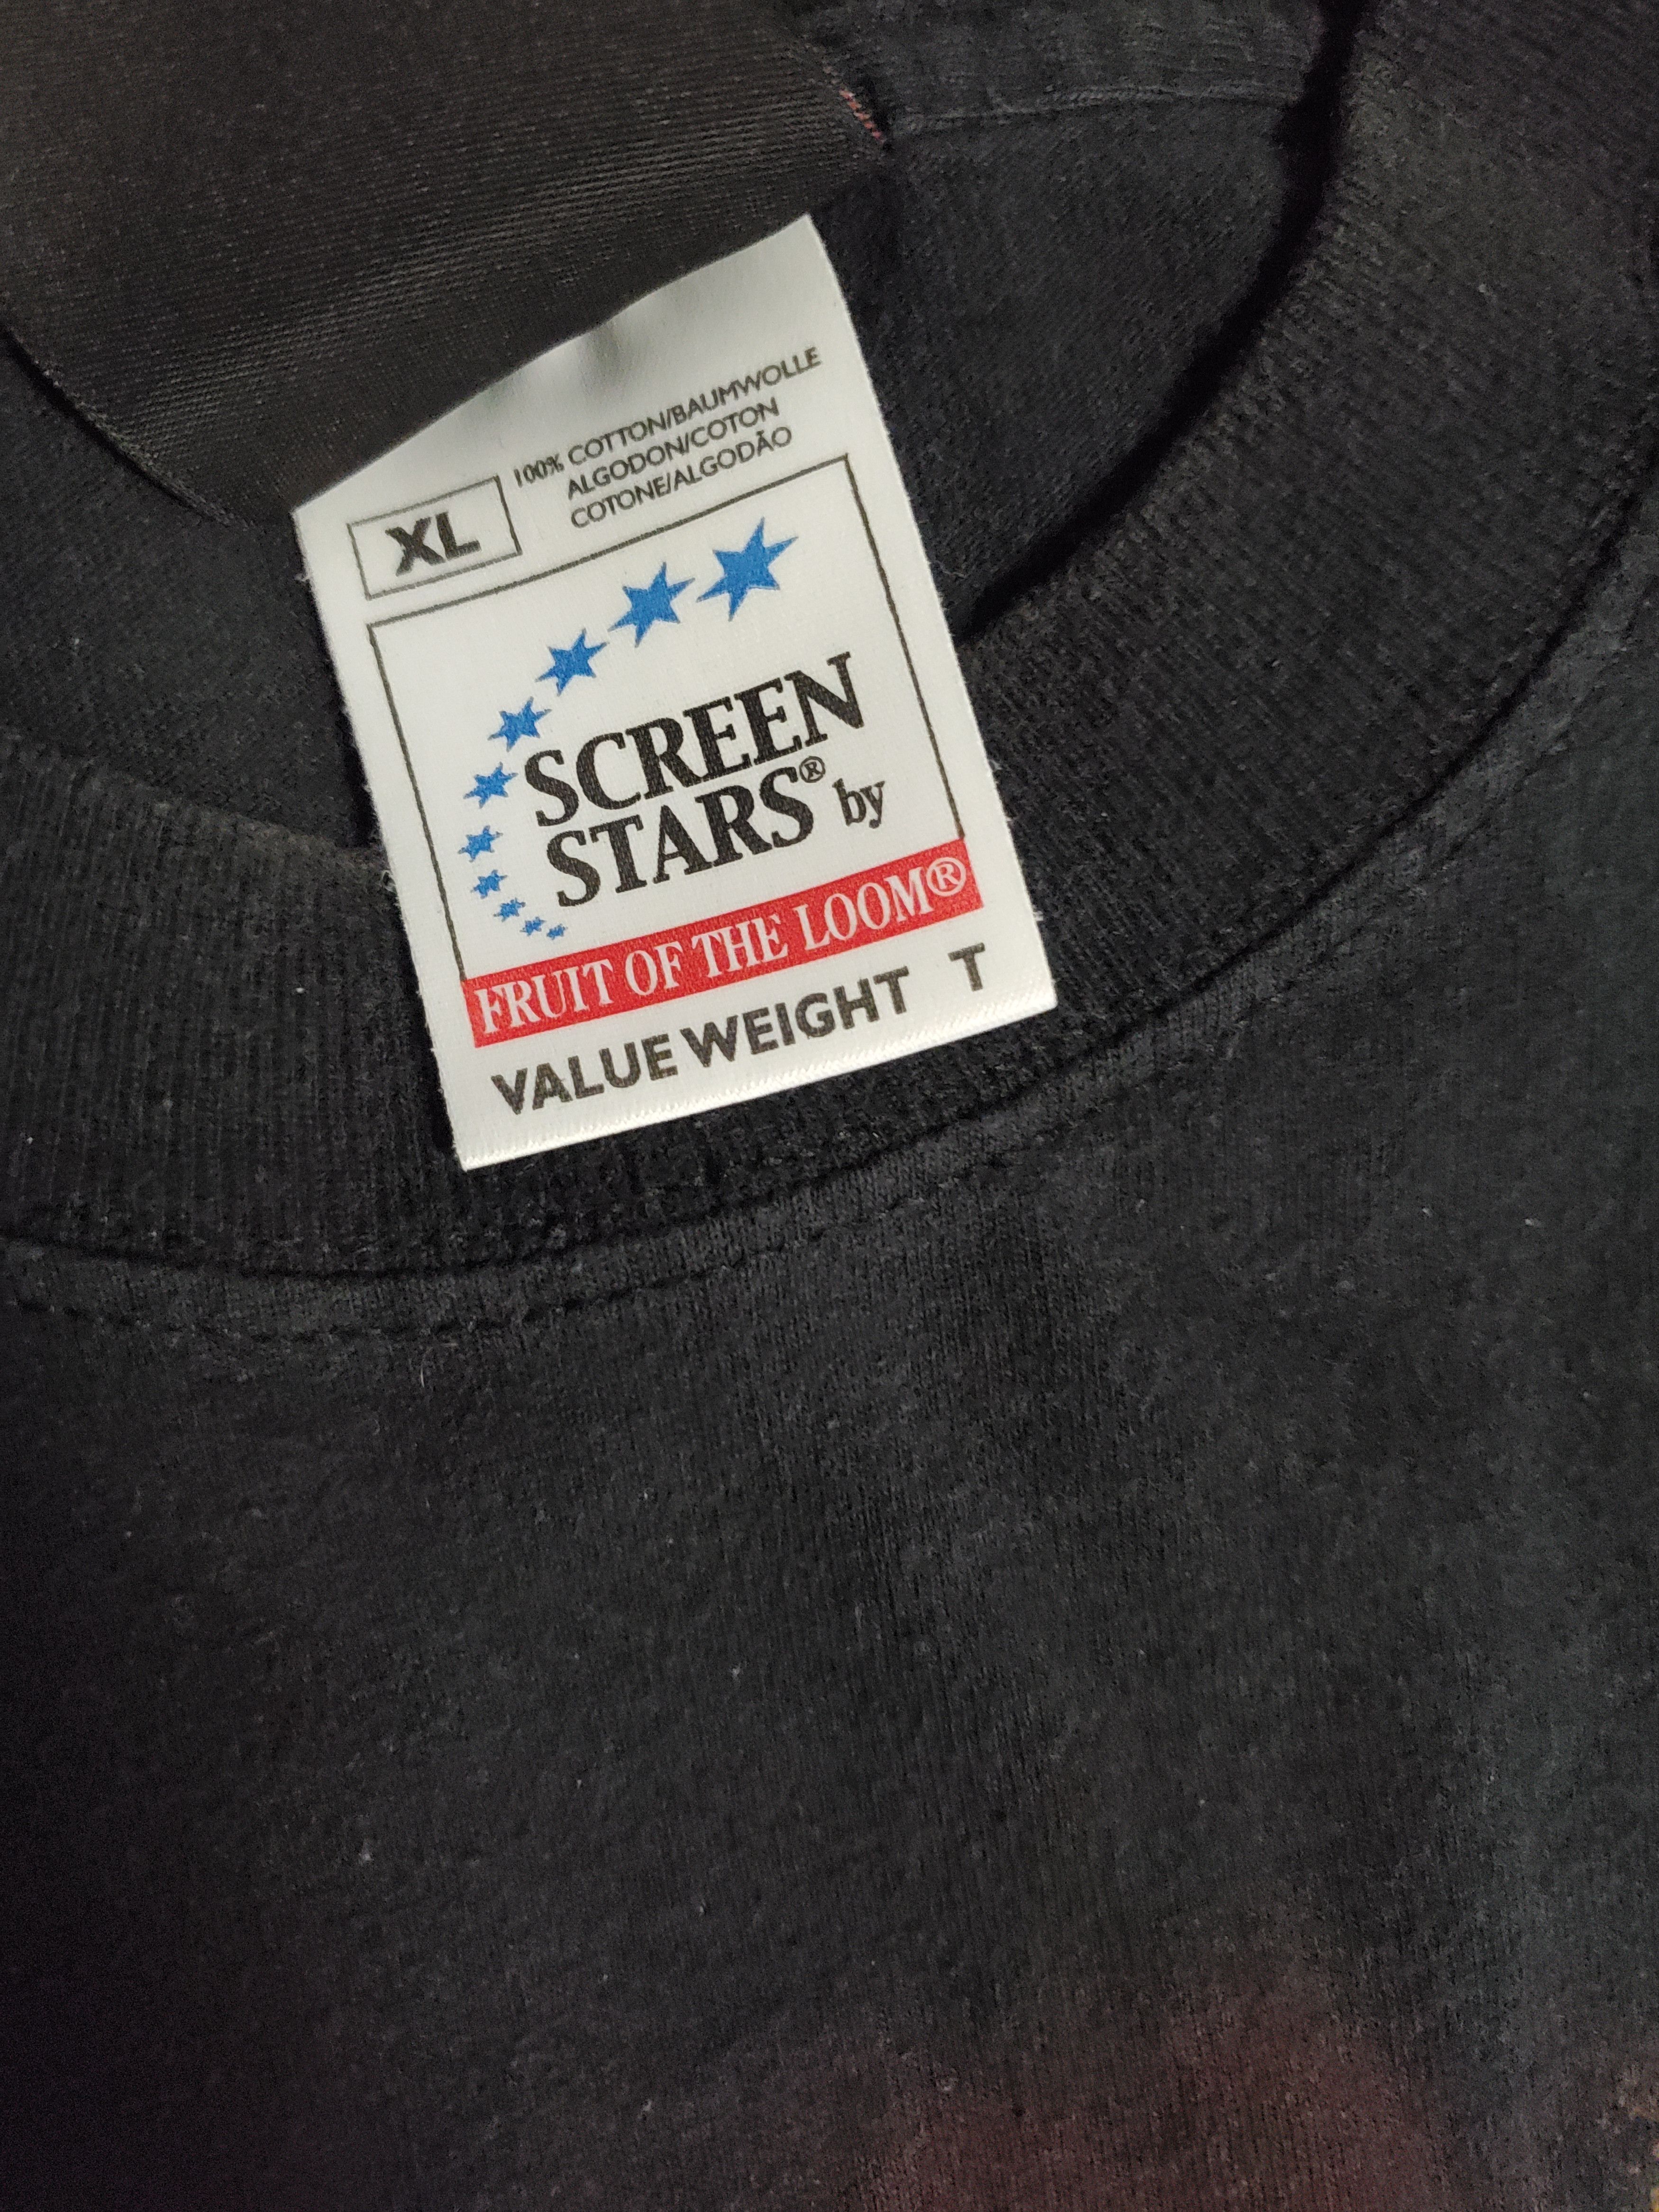 XL
100% COTTON/BAUMWOLLE
ALGODON/COTON
COTONE/ALGODÃO
SCREEN
STARS® by
FRUIT OF THE LOOM®
VALUE WEIGHT T